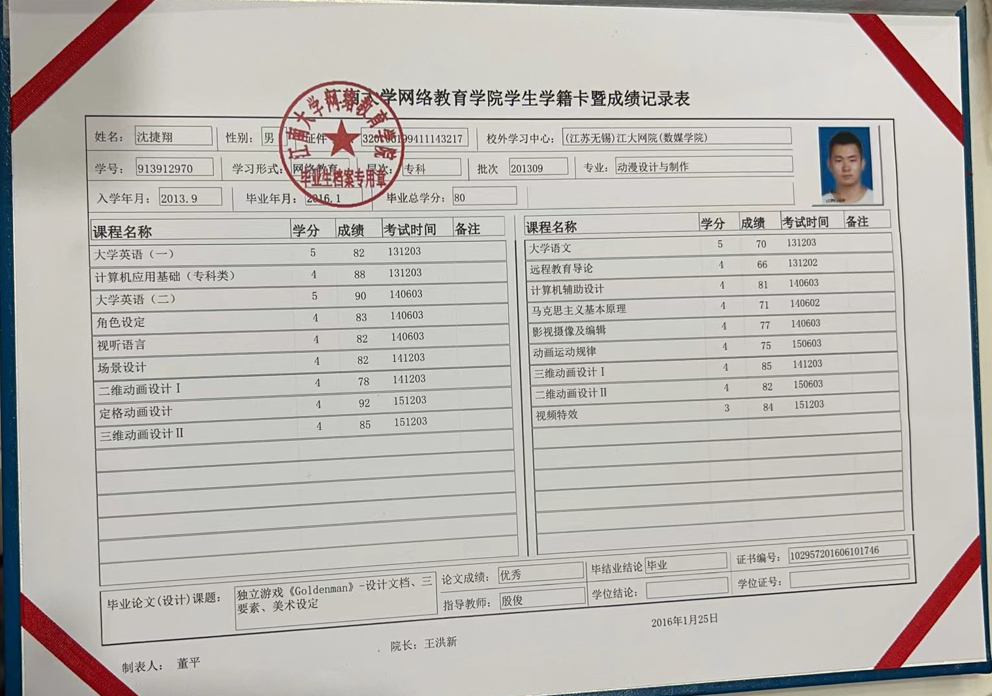 江南大学网络教育学院学生学籍卡暨成绩记录表
江南大学网络教育学院
毕业生档案专用章
姓名： 沈捷翔 性别： 男 证件 校外学习中心： (江苏无锡)江大网院(数媒学院)
学号： 913912970 学习形式： 网络教育 层次： 专科 批次 201309 专业： 动漫设计与制作
入学年月： 2013.9 毕业年月： 2016.1 毕业总学分： 80
课程名称 学分 成绩 考试时间 备注
大学英语（一） 5 82 131203
计算机应用基础（专科类） 4 88 131203
大学英语（二） 5 90 140603
角色设定 4 83 140603
视听语言 4 82 140603
场景设计 4 82 141203
二维动画设计Ⅰ 4 78 141203
定格动画设计 4 92 151203
三维动画设计Ⅱ 4 85 151203
课程名称 学分 成绩 考试时间 备注
大学语文 5 70 131203
远程教育导论 4 66 131202
计算机辅助设计 4 81 140603
马克思主义基本原理 4 71 140602
影视摄像及编辑 4 77 140603
动画运动规律 4 75 150603
三维动画设计Ⅰ 4 85 141203
二维动画设计Ⅱ 4 82 150603
视频特效 3 84 151203
毕业论文(设计)课题： 独立游戏《Goldenman》-设计文档、三
要素、美术设定
论文成绩： 优秀 毕结业结论 毕业 证书编号： 102957201606101746
指导教师： 殷俊 学位结论： 学位证号：
制表人： 董平 院长：王洪新 2016年1月25日